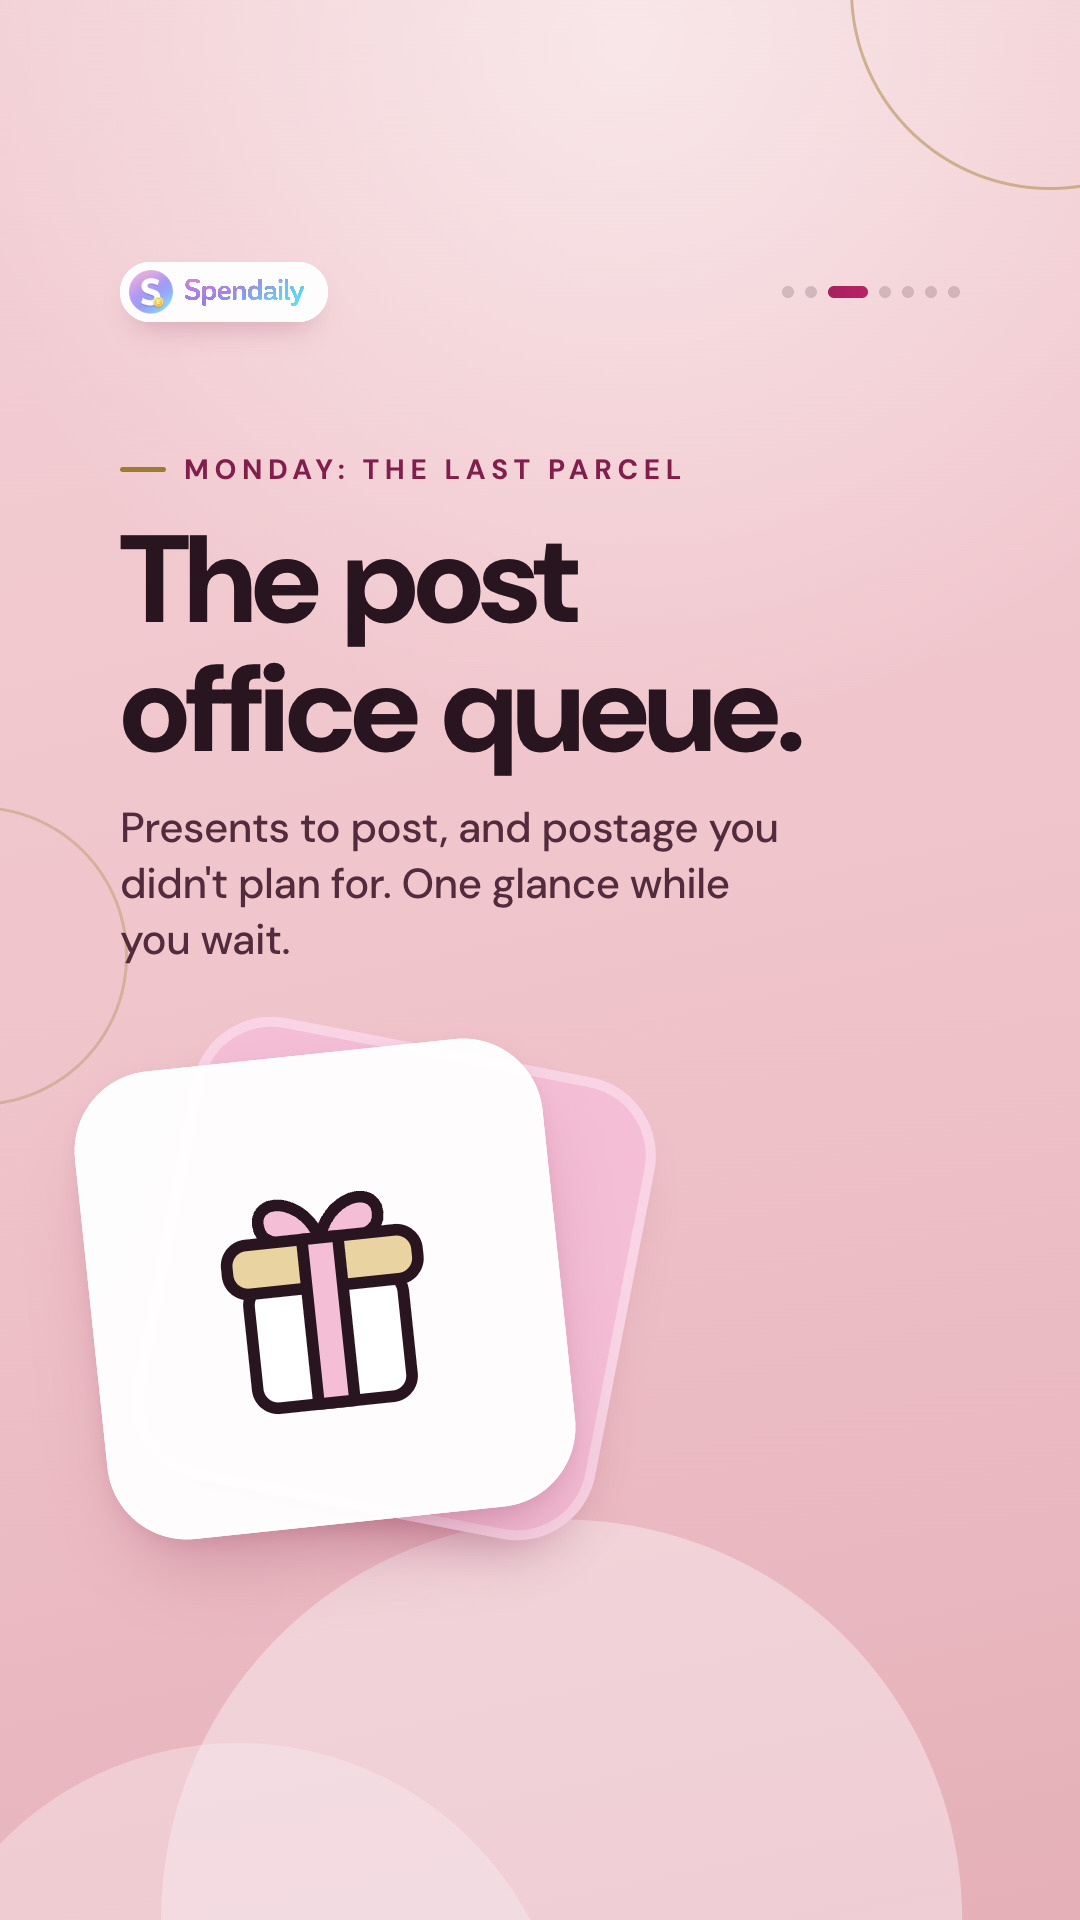 Spendaily
MONDAY: THE LAST PARCEL
The post
office queue.
Presents to post, and postage you
didn't plan for. One glance while
you wait.